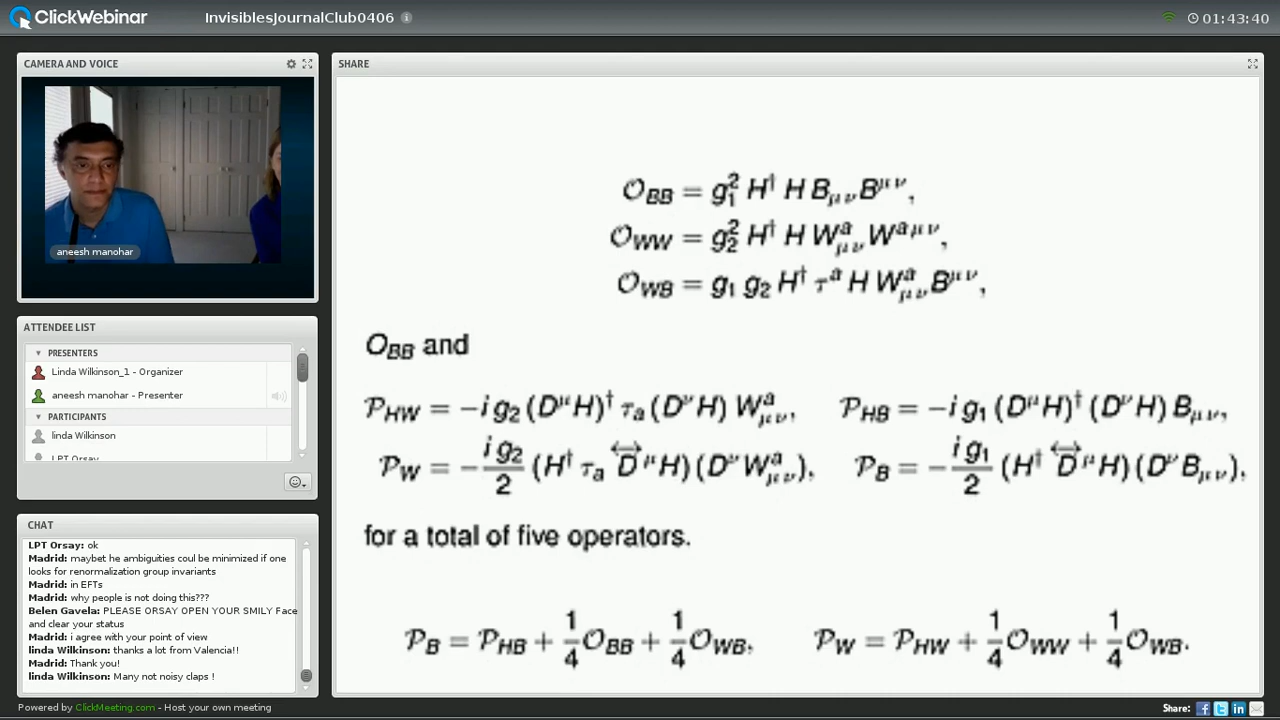 ClickWebinar
InvisiblesJournalClub0406
01:43:40
CAMERA AND VOICE
aneesh manohar
ATTENDEE LIST
PRESENTERS
Linda Wilkinson_1 - Organizer
aneesh manohar - Presenter
PARTICIPANTS
linda Wilkinson
LPT Orsay
CHAT
LPT Orsay: ok
Madrid: maybet he ambiguities coul be minimized if one
looks for renormalization group invariants
Madrid: in EFTs
Madrid: why people is not doing this???
Belen Gavela: PLEASE ORSAY OPEN YOUR SMILY Face
and clear your status
Madrid: i agree with your point of view
linda Wilkinson: thanks a lot from Valencia!!
Madrid: Thank you!
linda Wilkinson: Many not noisy claps !
SHARE
𝒪_BB = g₁² H† H B_μν B^μν,
𝒪_WW = g₂² H† H W^a_μν W^aμν,
𝒪_WB = g₁ g₂ H† τ^a H W^a_μν B^μν,
O_BB and
𝒫_HW = −i g₂ (D^μ H)† τ_a (D^ν H) W^a_μν, 𝒫_HB = −i g₁ (D^μ H)† (D^ν H) B_μν,
𝒫_W = −(i g₂/2) (H† τ_a D↔^μ H) (D^ν W^a_μν), 𝒫_B = −(i g₁/2) (H† D↔^μ H) (D^ν B_μν),
for a total of five operators.
𝒫_B = 𝒫_HB + 1/4 𝒪_BB + 1/4 𝒪_WB, 𝒫_W = 𝒫_HW + 1/4 𝒪_WW + 1/4 𝒪_WB.
Powered by ClickMeeting.com - Host your own meeting
Share: